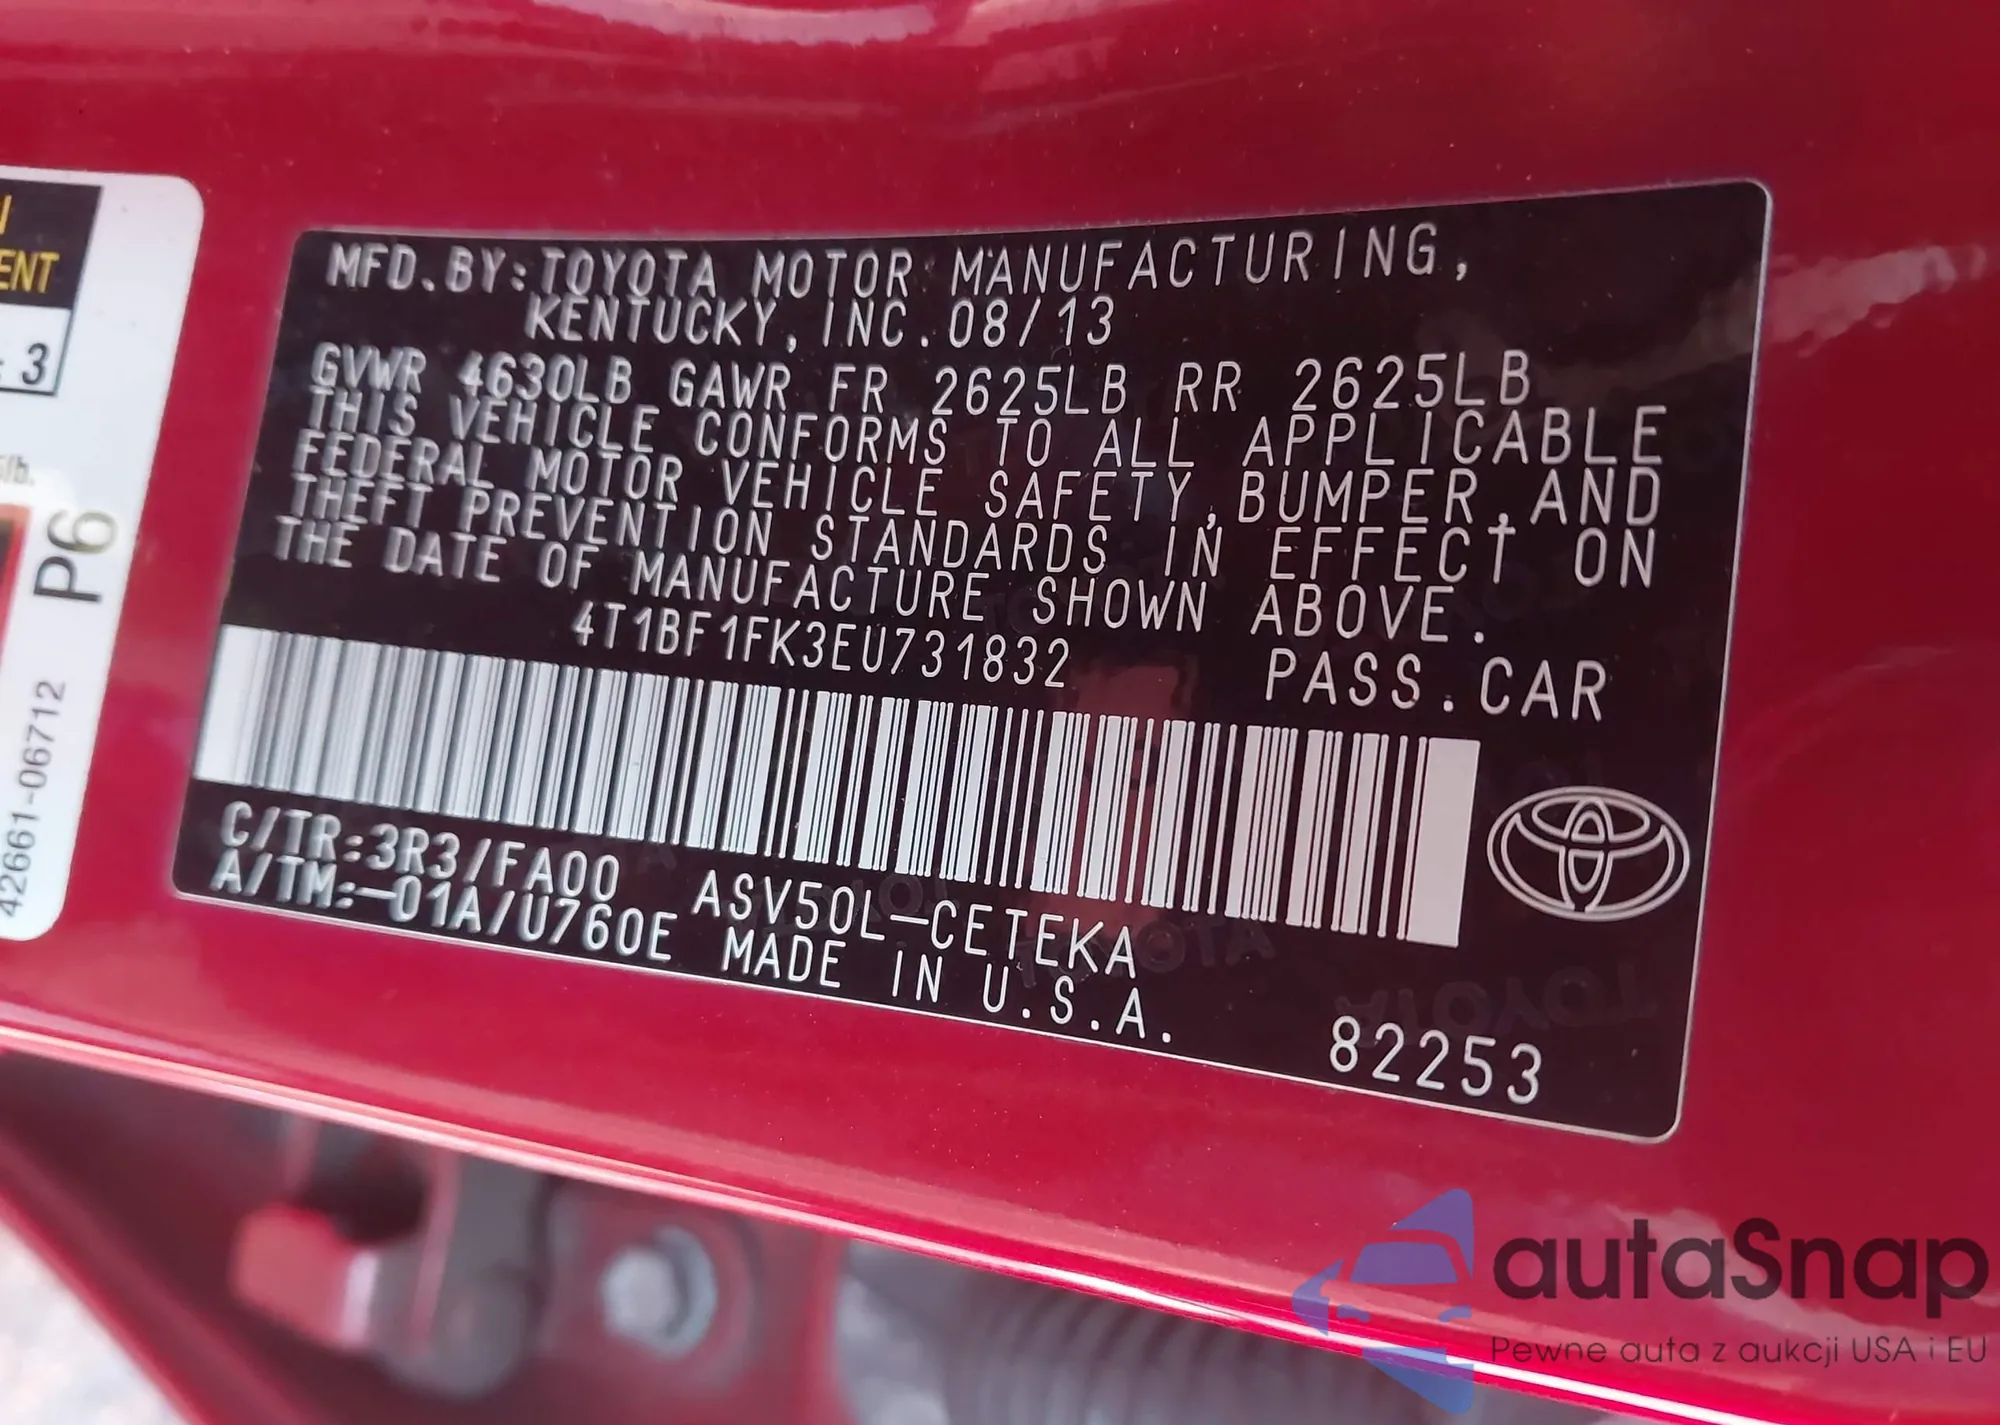 ENT
3
lb.
P6
42661-06712
MFD.BY:TOYOTA MOTOR MANUFACTURING,
KENTUCKY, INC.08/13
GVWR 4630LB GAWR FR 2625LB RR 2625LB
THIS VEHICLE CONFORMS TO ALL APPLICABLE
FEDERAL MOTOR VEHICLE SAFETY,BUMPER,AND
THEFT PREVENTION STANDARDS IN EFFECT ON
THE DATE OF MANUFACTURE SHOWN ABOVE.
4T1BF1FK3EU731832
PASS.CAR
C/TR:3R3/FA00 ASV50L-CETEKA
A/TM:-01A/U760E MADE IN U.S.A.
82253
autaSnap
Pewne auta z aukcji USA i EU